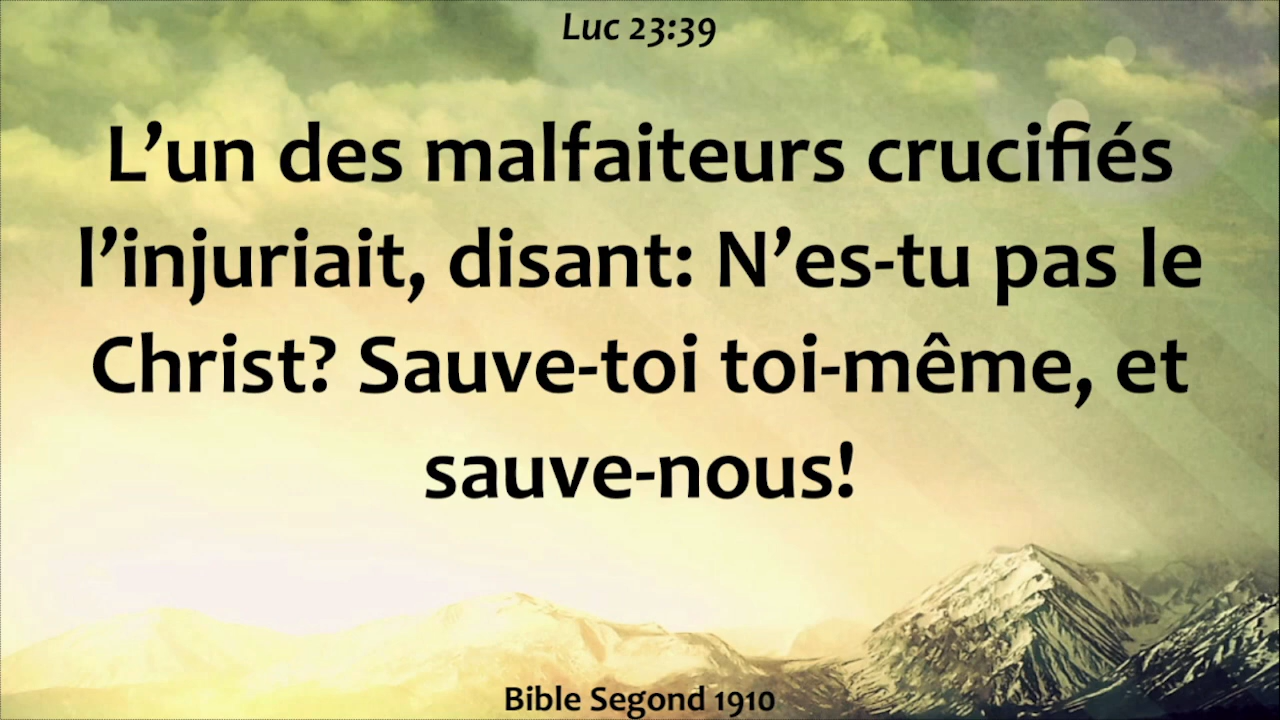 Luc 23:39
L’un des malfaiteurs crucifiés
l’injuriait, disant: N’es-tu pas le
Christ? Sauve-toi toi-même, et
sauve-nous!
Bible Segond 1910